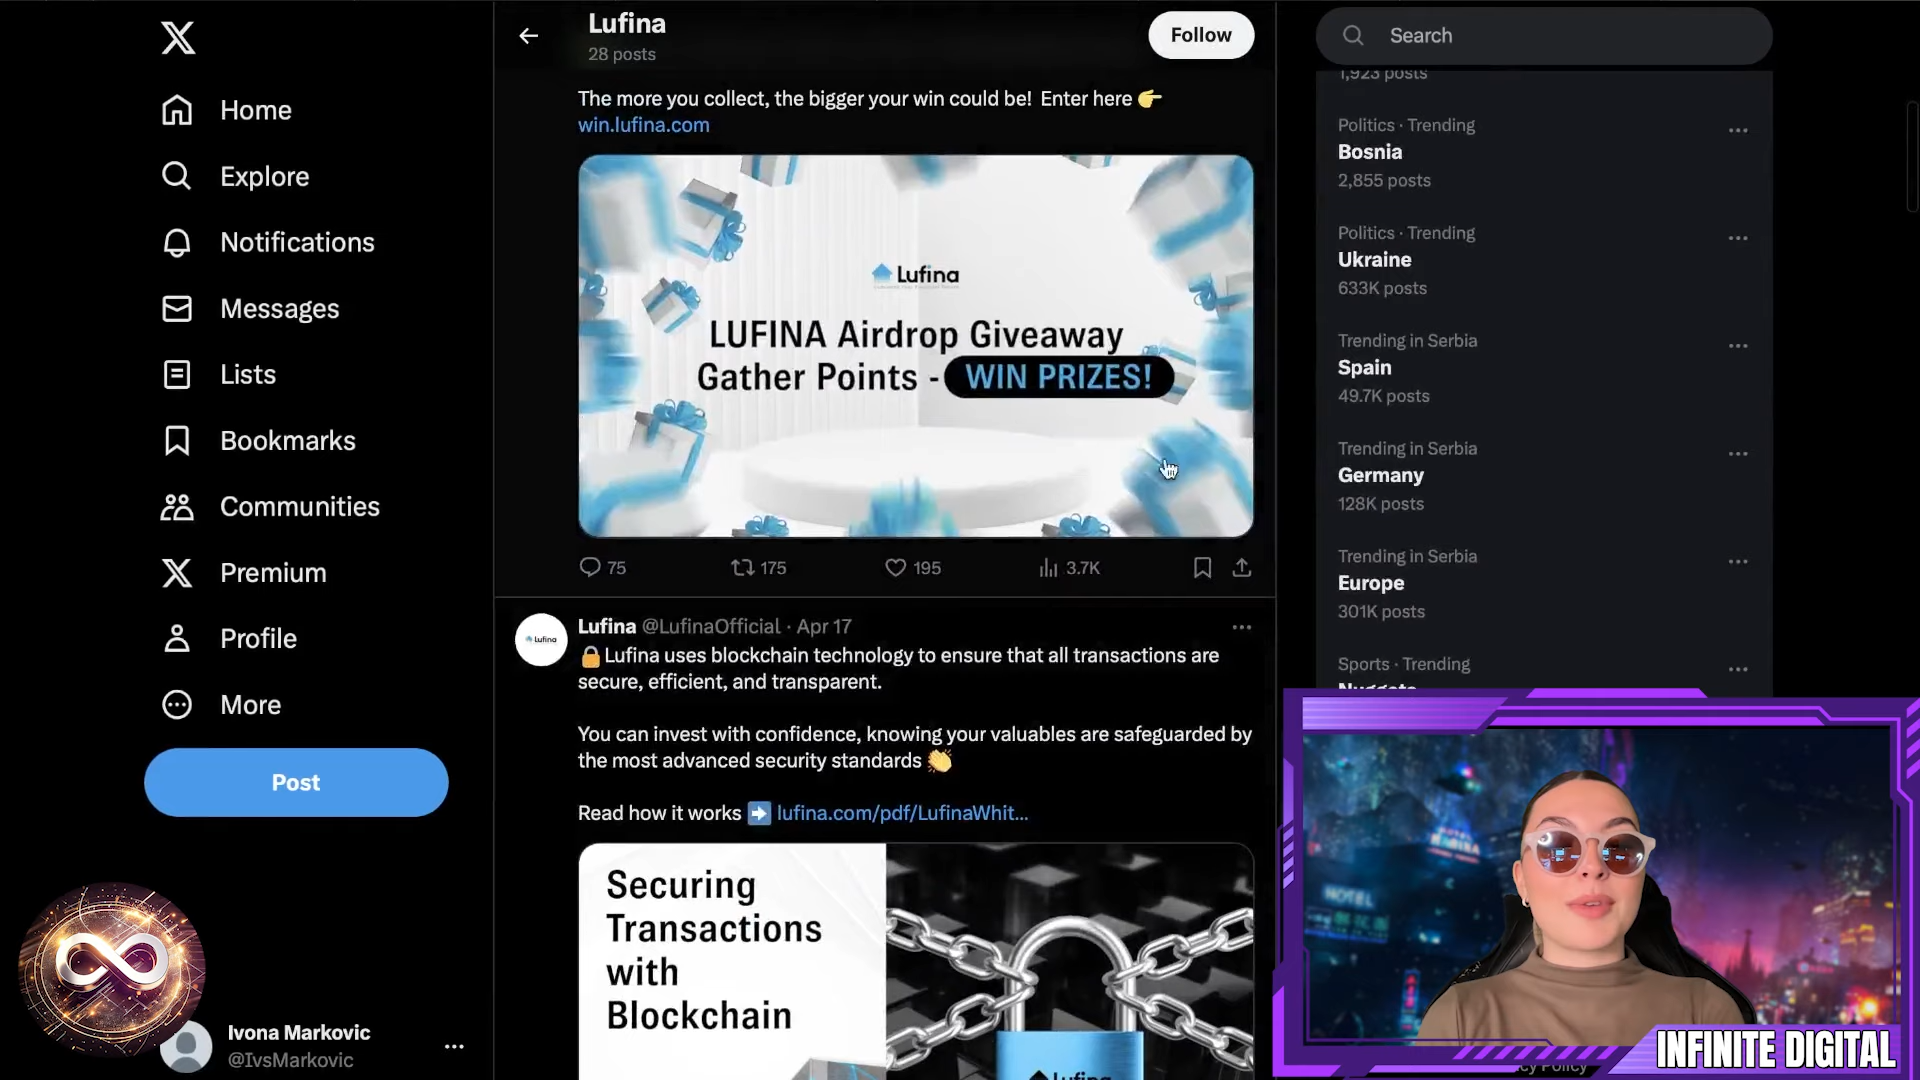 Home
Explore
Notifications
Messages
Lists
Bookmarks
Communities
Premium
Profile
More
Post
Ivona Markovic
@IvsMarkovic
Lufina
28 posts
Follow
The more you collect, the bigger your win could be! Enter here
win.lufina.com
Lufina
LUFINA Airdrop Giveaway
Gather Points - WIN PRIZES!
75
175
195
3.7K
Lufina @LufinaOfficial · Apr 17
Lufina
Lufina uses blockchain technology to ensure that all transactions are
secure, efficient, and transparent.
You can invest with confidence, knowing your valuables are safeguarded by
the most advanced security standards
Read how it works lufina.com/pdf/LufinaWhit...
Securing
Transactions
with
Blockchain
Lufina
Search
1,923 posts
Politics · Trending
Bosnia
2,855 posts
Politics · Trending
Ukraine
633K posts
Trending in Serbia
Spain
49.7K posts
Trending in Serbia
Germany
128K posts
Trending in Serbia
Europe
301K posts
Sports · Trending
Nuggets
HOTEL
INFINITE DIGITAL
Policy